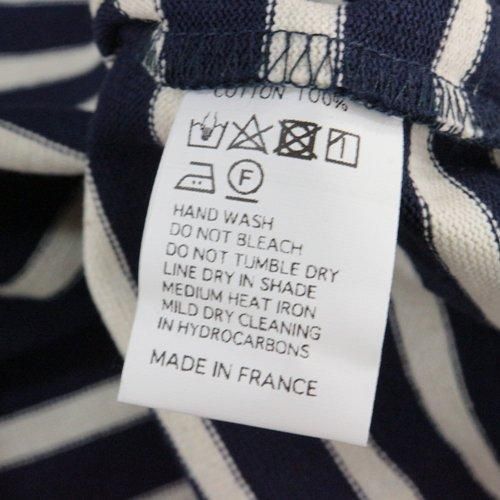 COTTON 100%
F
HAND WASH
DO NOT BLEACH
DO NOT TUMBLE DRY
LINE DRY IN SHADE
MEDIUM HEAT IRON
MILD DRY CLEANING
IN HYDROCARBONS
MADE IN FRANCE